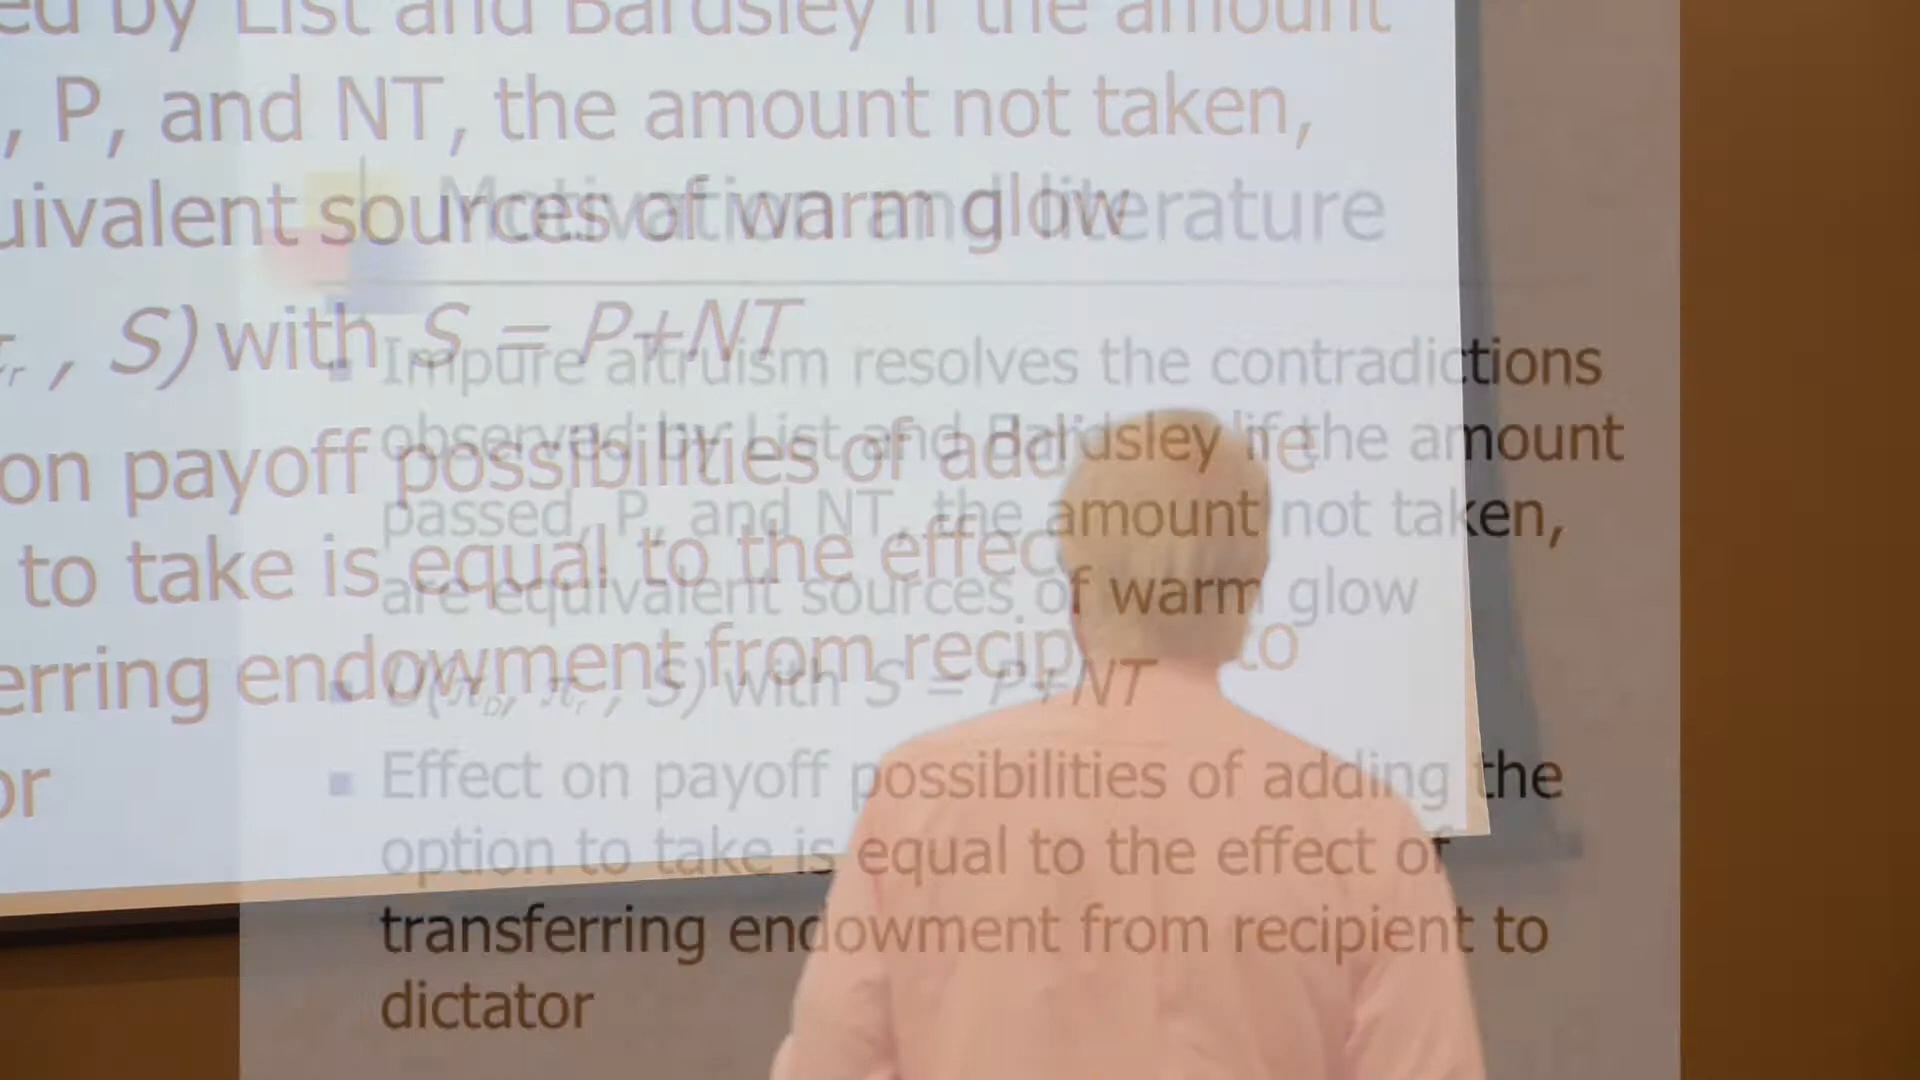 ed by List and Bardsley if the amount
, P, and NT, the amount not taken,
uivalent sources of warm glow
, S) with S = P+NT
on payoff possibilities of adding the
to take is equal to the effect
erring endowment from recip to
or
Motivation and literature
Impure altruism resolves the contradictions
observed by List and Bardsley if the amount
passed, P, and NT, the amount not taken,
are equivalent sources of warm glow
U(π_D, π_r, S) with S = P+NT
Effect on payoff possibilities of adding the
option to take is equal to the effect of
transferring endowment from recipient to
dictator